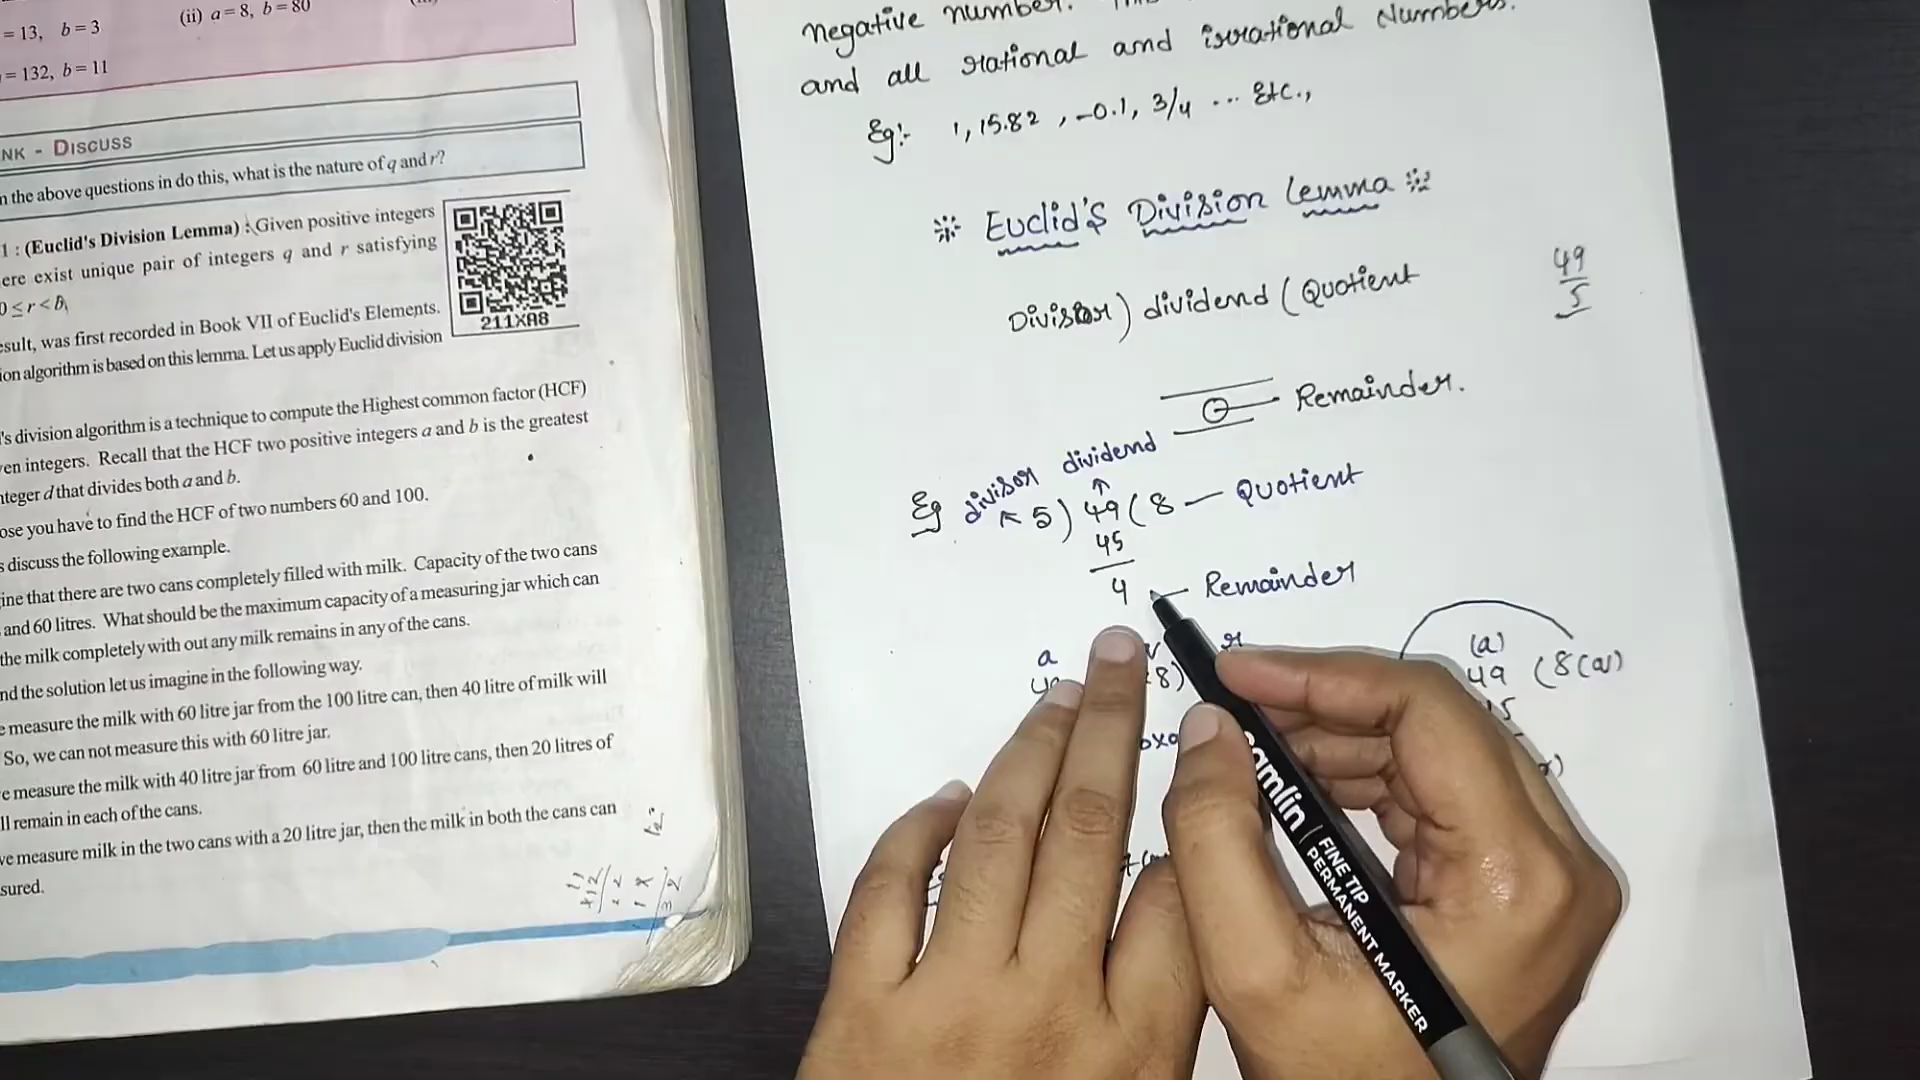 = 13, b = 3
(ii) a = 8, b = 80
= 132, b = 11
NK - DISCUSS
n the above questions in do this, what is the nature of q and r?
1 : (Euclid's Division Lemma) : Given positive integers
ere exist unique pair of integers q and r satisfying
0 ≤ r < b
esult, was first recorded in Book VII of Euclid's Elements.
ion algorithm is based on this lemma. Let us apply Euclid division
211XA8
's division algorithm is a technique to compute the Highest common factor (HCF)
ven integers. Recall that the HCF two positive integers a and b is the greatest
nteger d that divides both a and b.
ose you have to find the HCF of two numbers 60 and 100.
s discuss the following example.
ine that there are two cans completely filled with milk. Capacity of the two cans
and 60 litres. What should be the maximum capacity of a measuring jar which can
the milk completely with out any milk remains in any of the cans.
nd the solution let us imagine in the following way.
e measure the milk with 60 litre jar from the 100 litre can, then 40 litre of milk will
So, we can not measure this with 60 litre jar.
e measure the milk with 40 litre jar from 60 litre and 100 litre cans, then 20 litres of
ll remain in each of the cans.
ve measure milk in the two cans with a 20 litre jar, then the milk in both the cans can
sured.
negative number.
and all rational and irrational Numbers.
Eg:- 1, 15.82, -0.1, 3/4 ... Etc.,
Euclid's Division Lemma
49
5
Divisor) dividend (Quotient
Remainder.
divisor dividend
Eg 5) 49 (8 — Quotient
45
4 — Remainder
a r (a)
8) 49 (8(q)
camlin FINE TIP
PERMANENT MARKER